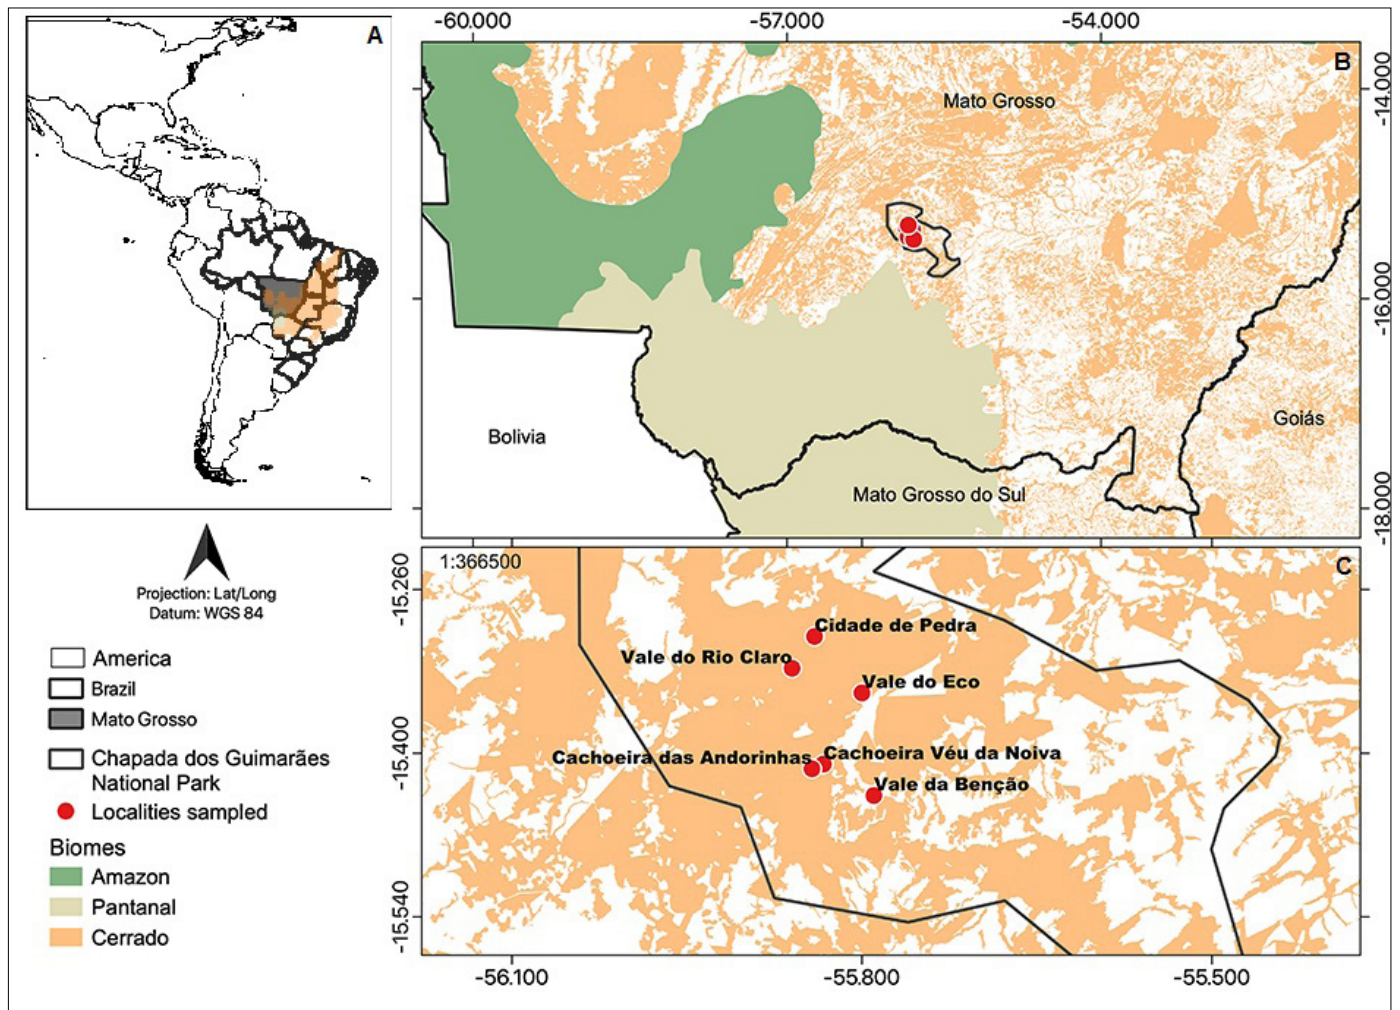 A
Projection: Lat/Long
Datum: WGS 84
America
Brazil
Mato Grosso
Chapada dos Guimarães
National Park
Localities sampled
Biomes
Amazon
Pantanal
Cerrado
-60.000
-57.000
-54.000
B
Mato Grosso
-14.000
-16.000
-18.000
Bolivia
Goiás
Mato Grosso do Sul
1:366500
C
-15.260
-15.400
-15.540
Cidade de Pedra
Vale do Rio Claro
Vale do Eco
Cachoeira das Andorinhas
Cachoeira Véu da Noiva
Vale da Benção
-56.100
-55.800
-55.500